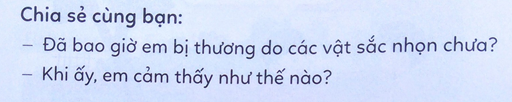 Chia sẻ cùng bạn:
– Đã bao giờ em bị thương do các vật sắc nhọn chưa?
– Khi ấy, em cảm thấy như thế nào?